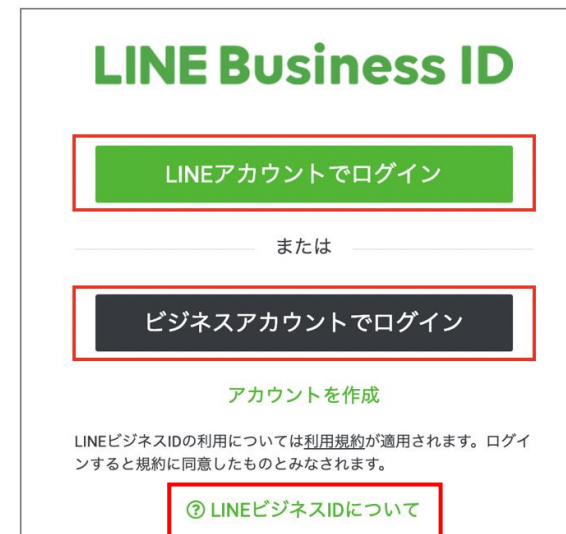 LINE Business ID
LINEアカウントでログイン
または
ビジネスアカウントでログイン
アカウントを作成
LINEビジネスIDの利用については利用規約が適用されます。ログイ
ンすると規約に同意したものとみなされます。
? LINEビジネスIDについて